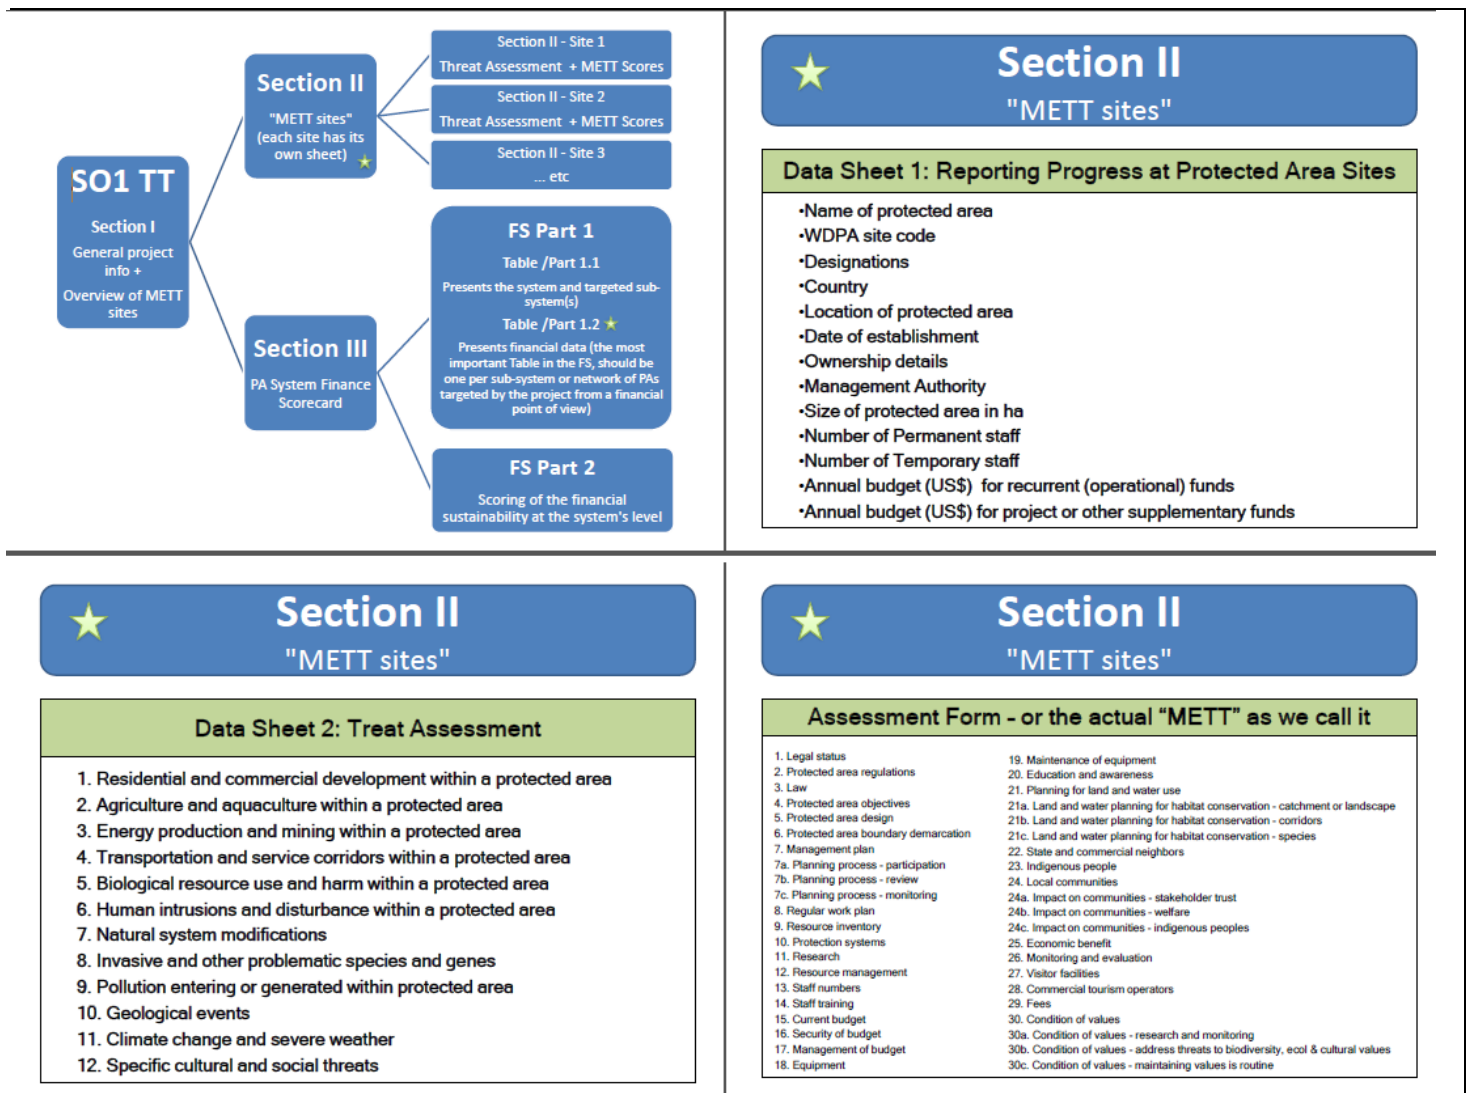 SO1 TT
Section I
General project
info +
Overview of METT
sites
Section II
"METT sites"
(each site has its
own sheet)
Section II - Site 1
Threat Assessment + METT Scores
Section II - Site 2
Threat Assessment + METT Scores
Section II - Site 3
... etc
Section III
PA System Finance
Scorecard
FS Part 1
Table /Part 1.1
Presents the system and targeted sub-
system(s)
Table /Part 1.2
Presents financial data (the most
important Table in the FS, should be
one per sub-system or network of PAs
targeted by the project from a financial
point of view)
FS Part 2
Scoring of the financial
sustainability at the system's level
Section II
"METT sites"
Data Sheet 1: Reporting Progress at Protected Area Sites
•Name of protected area
•WDPA site code
•Designations
•Country
•Location of protected area
•Date of establishment
•Ownership details
•Management Authority
•Size of protected area in ha
•Number of Permanent staff
•Number of Temporary staff
•Annual budget (US$) for recurrent (operational) funds
•Annual budget (US$) for project or other supplementary funds
Section II
"METT sites"
Data Sheet 2: Treat Assessment
1. Residential and commercial development within a protected area
2. Agriculture and aquaculture within a protected area
3. Energy production and mining within a protected area
4. Transportation and service corridors within a protected area
5. Biological resource use and harm within a protected area
6. Human intrusions and disturbance within a protected area
7. Natural system modifications
8. Invasive and other problematic species and genes
9. Pollution entering or generated within protected area
10. Geological events
11. Climate change and severe weather
12. Specific cultural and social threats
Section II
"METT sites"
Assessment Form - or the actual “METT” as we call it
1. Legal status
2. Protected area regulations
3. Law
4. Protected area objectives
5. Protected area design
6. Protected area boundary demarcation
7. Management plan
7a. Planning process - participation
7b. Planning process - review
7c. Planning process - monitoring
8. Regular work plan
9. Resource inventory
10. Protection systems
11. Research
12. Resource management
13. Staff numbers
14. Staff training
15. Current budget
16. Security of budget
17. Management of budget
18. Equipment
19. Maintenance of equipment
20. Education and awareness
21. Planning for land and water use
21a. Land and water planning for habitat conservation - catchment or landscape
21b. Land and water planning for habitat conservation - corridors
21c. Land and water planning for habitat conservation - species
22. State and commercial neighbors
23. Indigenous people
24. Local communities
24a. Impact on communities - stakeholder trust
24b. Impact on communities - welfare
24c. Impact on communities - indigenous peoples
25. Economic benefit
26. Monitoring and evaluation
27. Visitor facilities
28. Commercial tourism operators
29. Fees
30. Condition of values
30a. Condition of values - research and monitoring
30b. Condition of values - address threats to biodiversity, ecol & cultural values
30c. Condition of values - maintaining values is routine